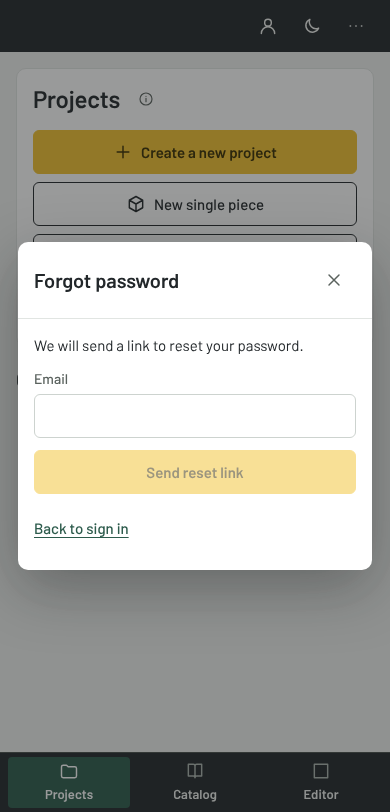 Projects
Create a new project
New single piece
Forgot password
We will send a link to reset your password.
Email
Send reset link
Back to sign in
Projects
Catalog
Editor